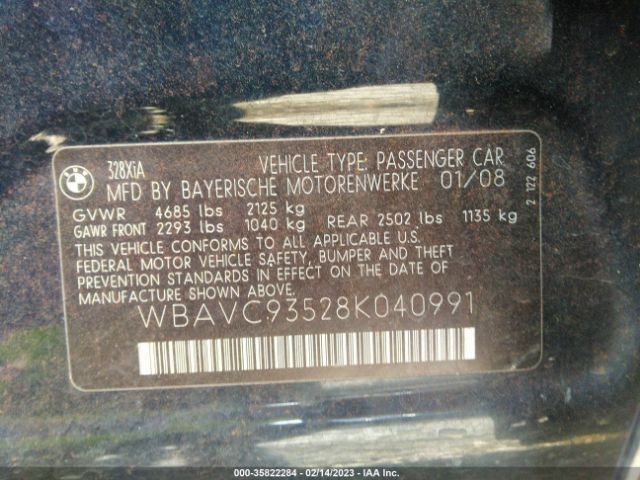 BMW
328XiA
VEHICLE TYPE: PASSENGER CAR
MFD BY BAYERISCHE MOTORENWERKE 01/08
GVWR 4685 lbs 2125 kg
GAWR FRONT 2293 lbs 1040 kg REAR 2502 lbs 1135 kg
THIS VEHICLE CONFORMS TO ALL APPLICABLE U.S.
FEDERAL MOTOR VEHICLE SAFETY, BUMPER AND THEFT
PREVENTION STANDARDS IN EFFECT ON THE DATE OF
MANUFACTURE SHOWN ABOVE.
WBAVC93528K040991
2 122 606
000-35822284 - 02/14/2023 - IAA Inc.